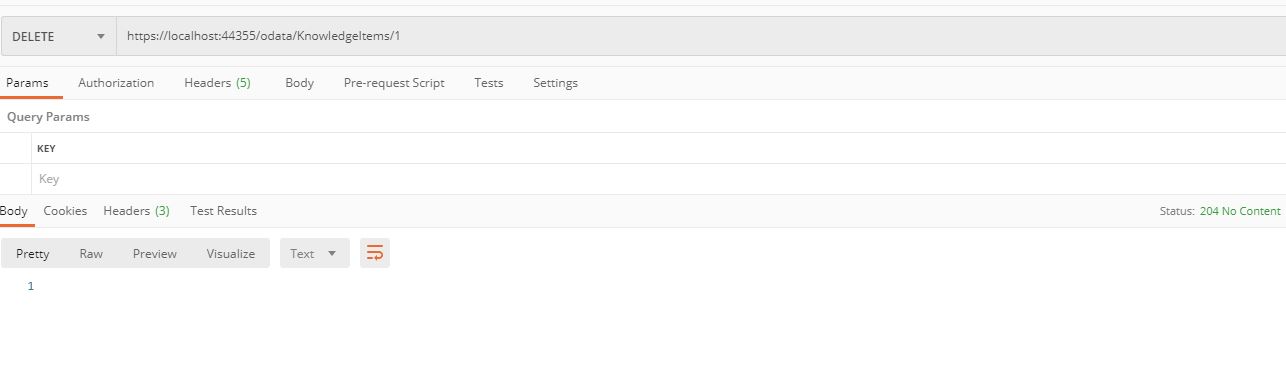 DELETE https://localhost:44355/odata/KnowledgeItems/1
Params Authorization Headers (5) Body Pre-request Script Tests Settings
Query Params
KEY
Key
Body Cookies Headers (3) Test Results Status: 204 No Content
Pretty Raw Preview Visualize Text
1